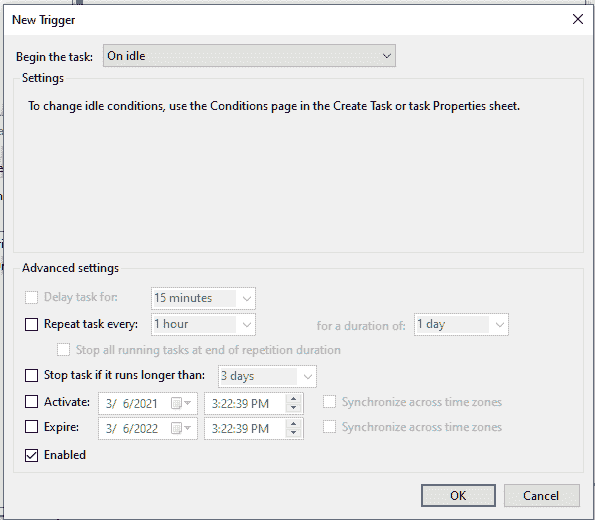 New Trigger
Begin the task: On idle
Settings
To change idle conditions, use the Conditions page in the Create Task or task Properties sheet.
Advanced settings
Delay task for: 15 minutes
Repeat task every: 1 hour for a duration of: 1 day
Stop all running tasks at end of repetition duration
Stop task if it runs longer than: 3 days
Activate: 3/ 6/2021 3:22:39 PM Synchronize across time zones
Expire: 3/ 6/2022 3:22:39 PM Synchronize across time zones
Enabled
OK Cancel